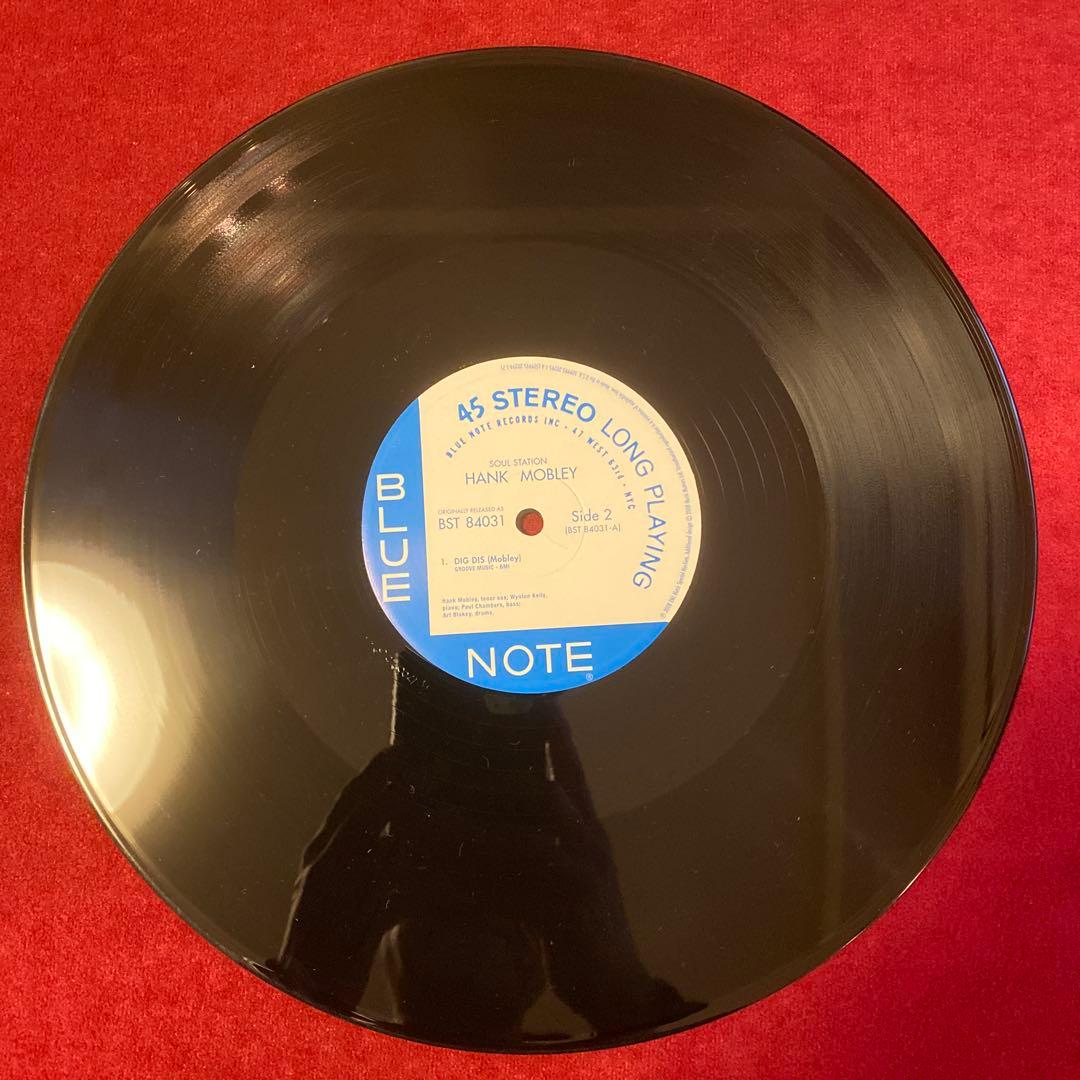 45 STEREO LONG PLAYING
BLUE NOTE RECORDS INC • 47 WEST 63rd • NYC
SOUL STATION
HANK MOBLEY
ORIGINALLY RELEASED AS
BST 84031
Side 2
(BST 84031-A)
1. DIG DIS (Mobley)
GROOVE MUSIC - BMI
Hank Mobley, tenor sax; Wynton Kelly,
piano; Paul Chambers, bass;
Art Blakey, drums.
BLUE
NOTE®